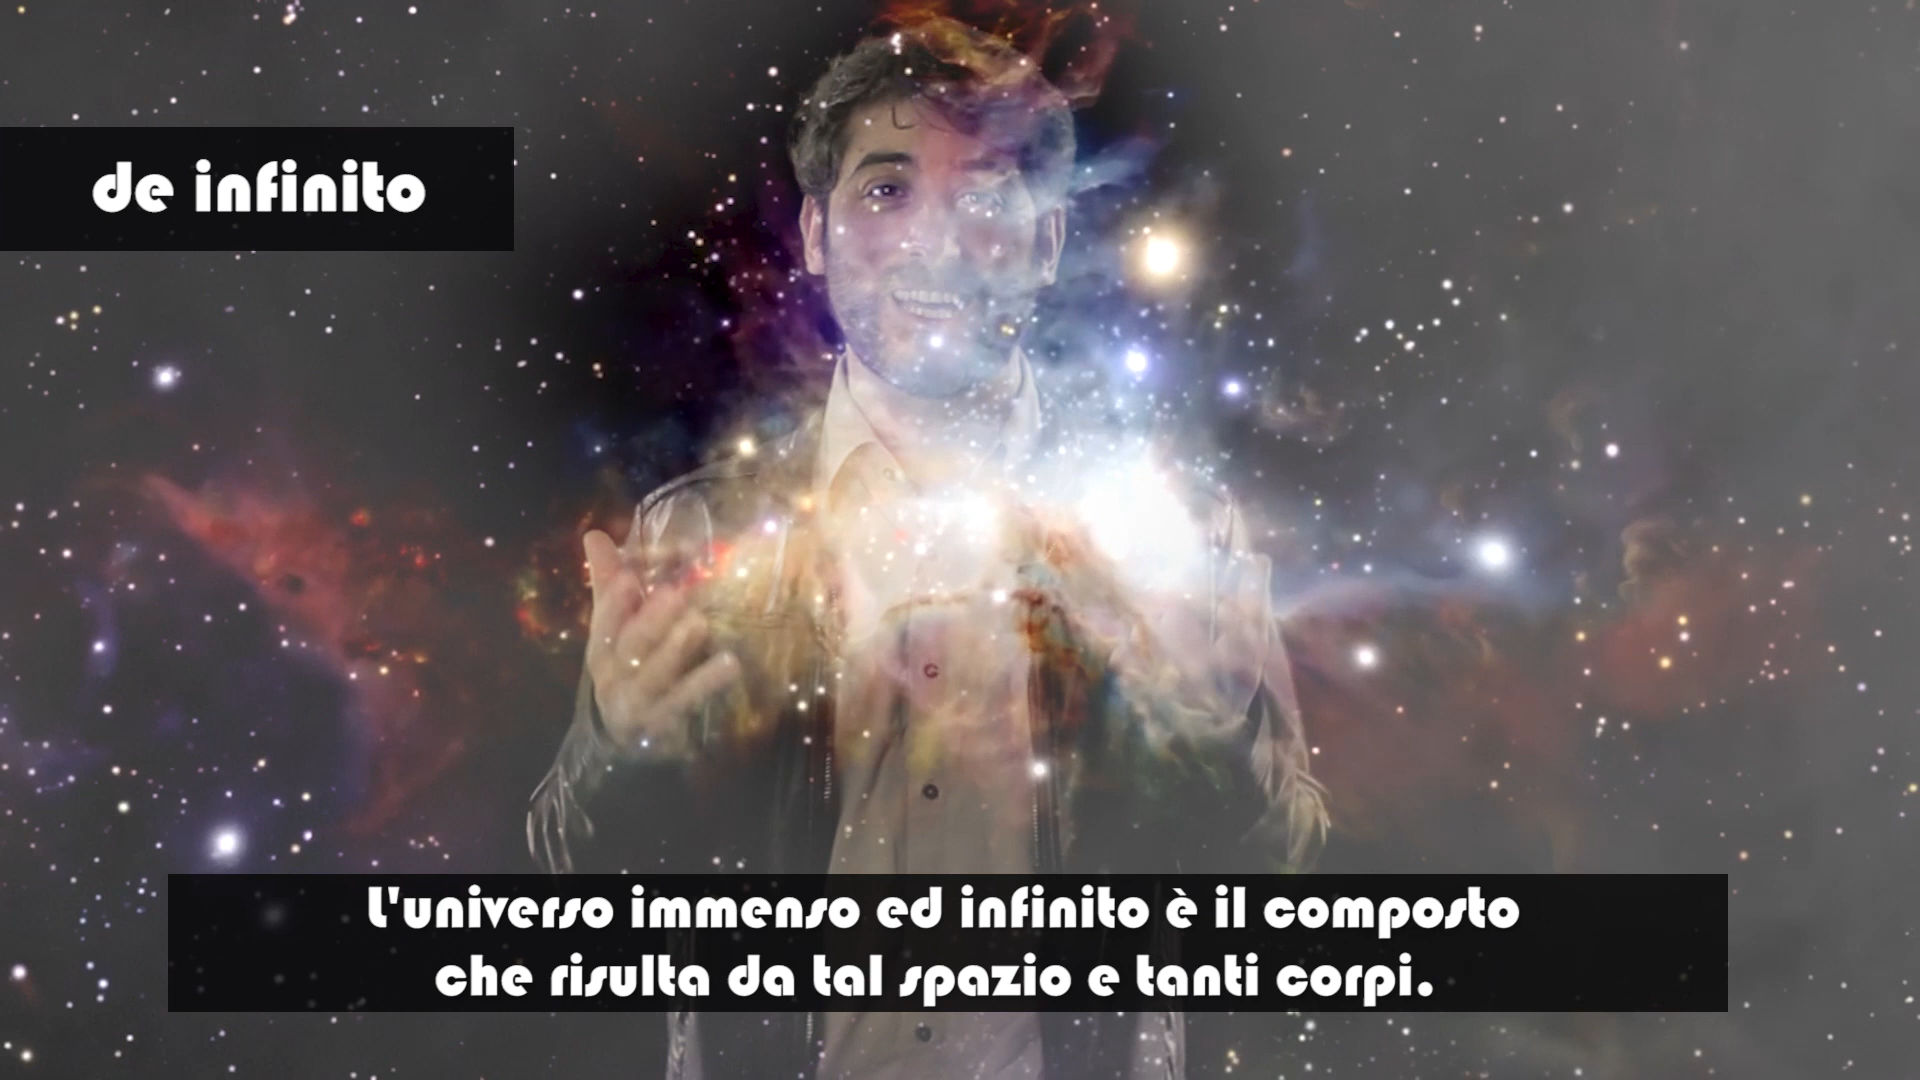 de infinito
L'universo immenso ed infinito è il composto
che risulta da tal spazio e tanti corpi.